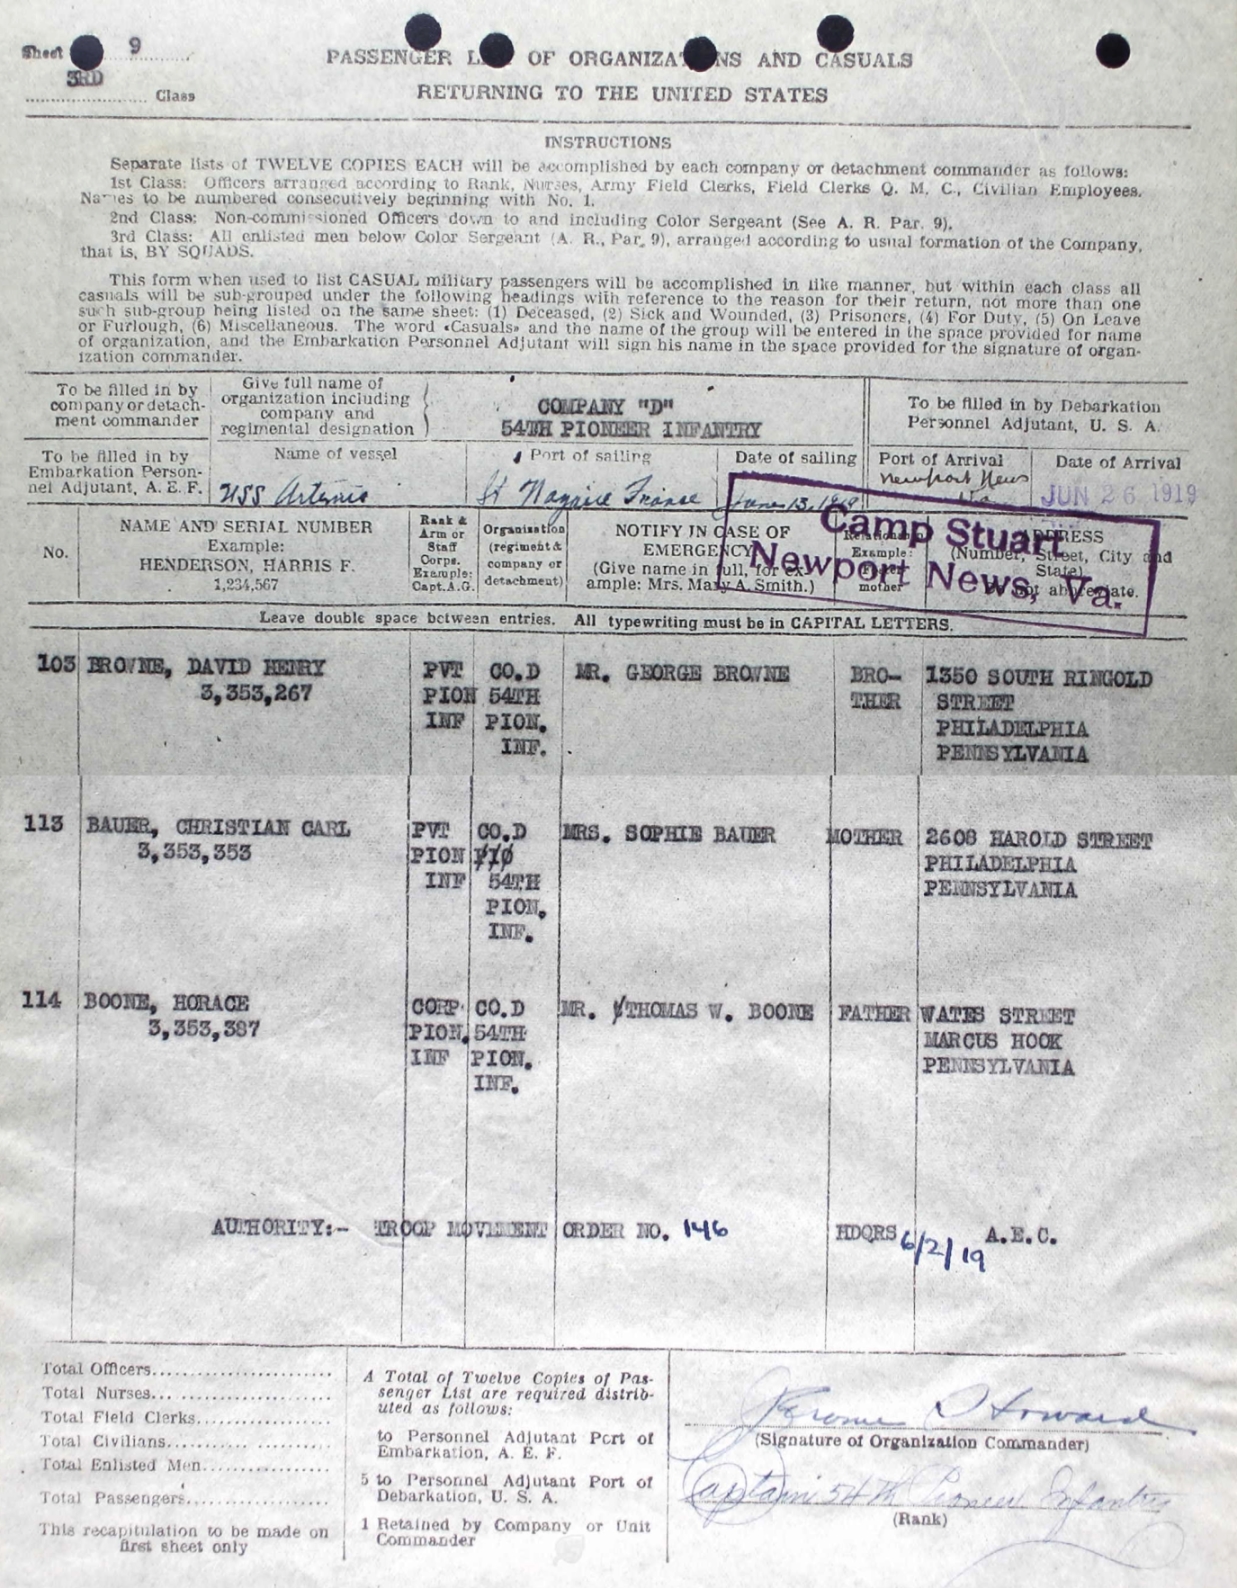 Sheet 9
3RD Class
PASSENGER LIST OF ORGANIZATIONS AND CASUALS
RETURNING TO THE UNITED STATES
INSTRUCTIONS
Separate lists of TWELVE COPIES EACH will be accomplished by each company or detachment commander as follows:
1st Class: Officers arranged according to Rank, Nurses, Army Field Clerks, Field Clerks Q. M. C., Civilian Employees.
Names to be numbered consecutively beginning with No. 1.
2nd Class: Non-commissioned Officers down to and including Color Sergeant (See A. R. Par. 9).
3rd Class: All enlisted men below Color Sergeant (A. R., Par. 9), arranged according to usual formation of the Company,
that is, BY SQUADS.
This form when used to list CASUAL military passengers will be accomplished in like manner, but within each class all
casuals will be sub-grouped under the following headings with reference to the reason for their return, not more than one
such sub-group being listed on the same sheet: (1) Deceased, (2) Sick and Wounded, (3) Prisoners, (4) For Duty, (5) On Leave
or Furlough, (6) Miscellaneous. The word «Casuals» and the name of the group will be entered in the space provided for name
of organization, and the Embarkation Personnel Adjutant will sign his name in the space provided for the signature of organ-
ization commander.
To be filled in by
company or detach-
ment commander
Give full name of
organization including
company and
regimental designation
COMPANY "D"
54TH PIONEER INFANTRY
To be filled in by Debarkation
Personnel Adjutant, U. S. A.
To be filled in by
Embarkation Person-
nel Adjutant, A. E. F.
Name of vessel
USS Artemis
Port of sailing
St Nazaire France
Date of sailing
June 13, 1919
Port of Arrival
Newport News
Va.
Date of Arrival
JUN 26 1919
Camp Stuart
Newport News, Va.
No.
NAME AND SERIAL NUMBER
Example:
HENDERSON, HARRIS F.
1,234,567
Rank &
Arm or
Staff
Corps.
Example:
Capt. A.G.
Organization
(regiment &
company or
detachment)
NOTIFY IN CASE OF
EMERGENCY
(Give name in full, for ex-
ample: Mrs. Mary A. Smith.)
Relationship
Example:
mother
ADDRESS
(Number, Street, City and
State)
not abbreviate.
Leave double space between entries. All typewriting must be in CAPITAL LETTERS.
103 BROWNE, DAVID HENRY PVT CO.D MR. GEORGE BROWNE BRO- 1350 SOUTH RINGOLD
3,353,267 PION 54TH THER STREET
INF PION. PHILADELPHIA
INF. PENNSYLVANIA
113 BAUER, CHRISTIAN CARL PVT CO.D MRS. SOPHIE BAUER MOTHER 2608 HAROLD STREET
3,353,353 PION PHILADELPHIA
INF 54TH PENNSYLVANIA
PION.
INF.
114 BOONE, HORACE CORP CO.D MR. THOMAS W. BOONE FATHER WATES STREET
3,353,387 PION. 54TH MARCUS HOOK
INF PION. PENNSYLVANIA
INF.
AUTHORITY:- TROOP MOVEMENT ORDER NO. 146 HDQRS 6/2/19 A.E.C.
Total Officers
Total Nurses
Total Field Clerks
Total Civilians
Total Enlisted Men
Total Passengers
This recapitulation to be made on
first sheet only
A Total of Twelve Copies of Pas-
senger List are required distrib-
uted as follows:
to Personnel Adjutant Port of
Embarkation, A. E. F.
5 to Personnel Adjutant Port of
Debarkation, U. S. A.
1 Retained by Company or Unit
Commander
Jerome D Howard
(Signature of Organization Commander)
Captain 54th Pioneer Infantry
(Rank)